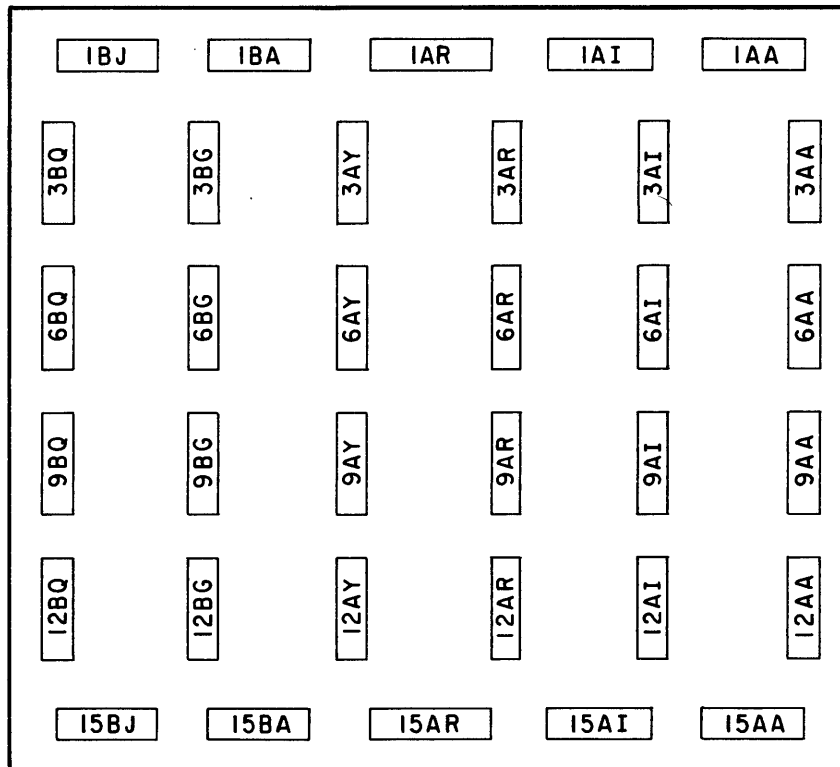 1BJ 1BA 1AR 1AI 1AA
3BQ 3BG 3AY 3AR 3AI 3AA
6BQ 6BG 6AY 6AR 6AI 6AA
9BQ 9BG 9AY 9AR 9AI 9AA
12BQ 12BG 12AY 12AR 12AI 12AA
15BJ 15BA 15AR 15AI 15AA